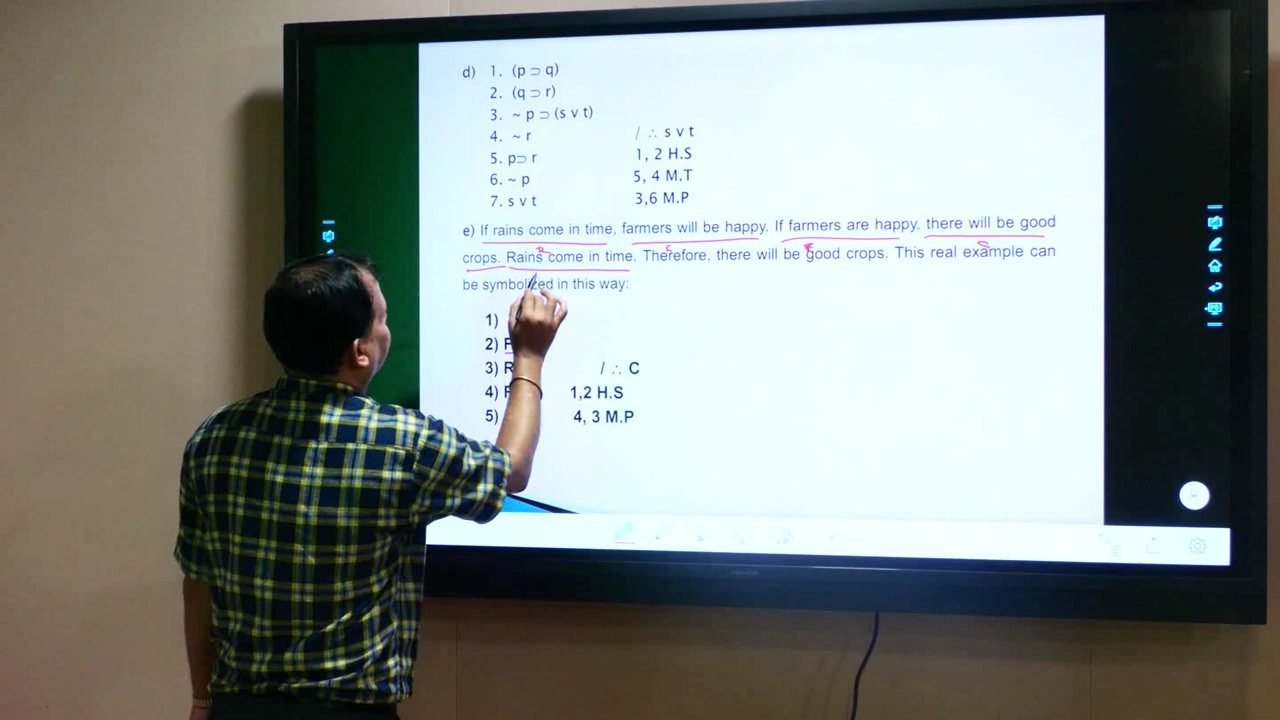 d) 1. (p ⊃ q)
2. (q ⊃ r)
3. ~ p ⊃ (s v t)
4. ~ r / ∴ s v t
5. p⊃ r 1, 2 H.S
6. ~ p 5, 4 M.T
7. s v t 3,6 M.P
e) If rains come in time, farmers will be happy. If farmers are happy, there will be good
crops. Rains come in time. Therefore, there will be good crops. This real example can
be symbolized in this way:
1)
2) F
3) R / ∴ C
4) 1,2 H.S
5) 4, 3 M.P